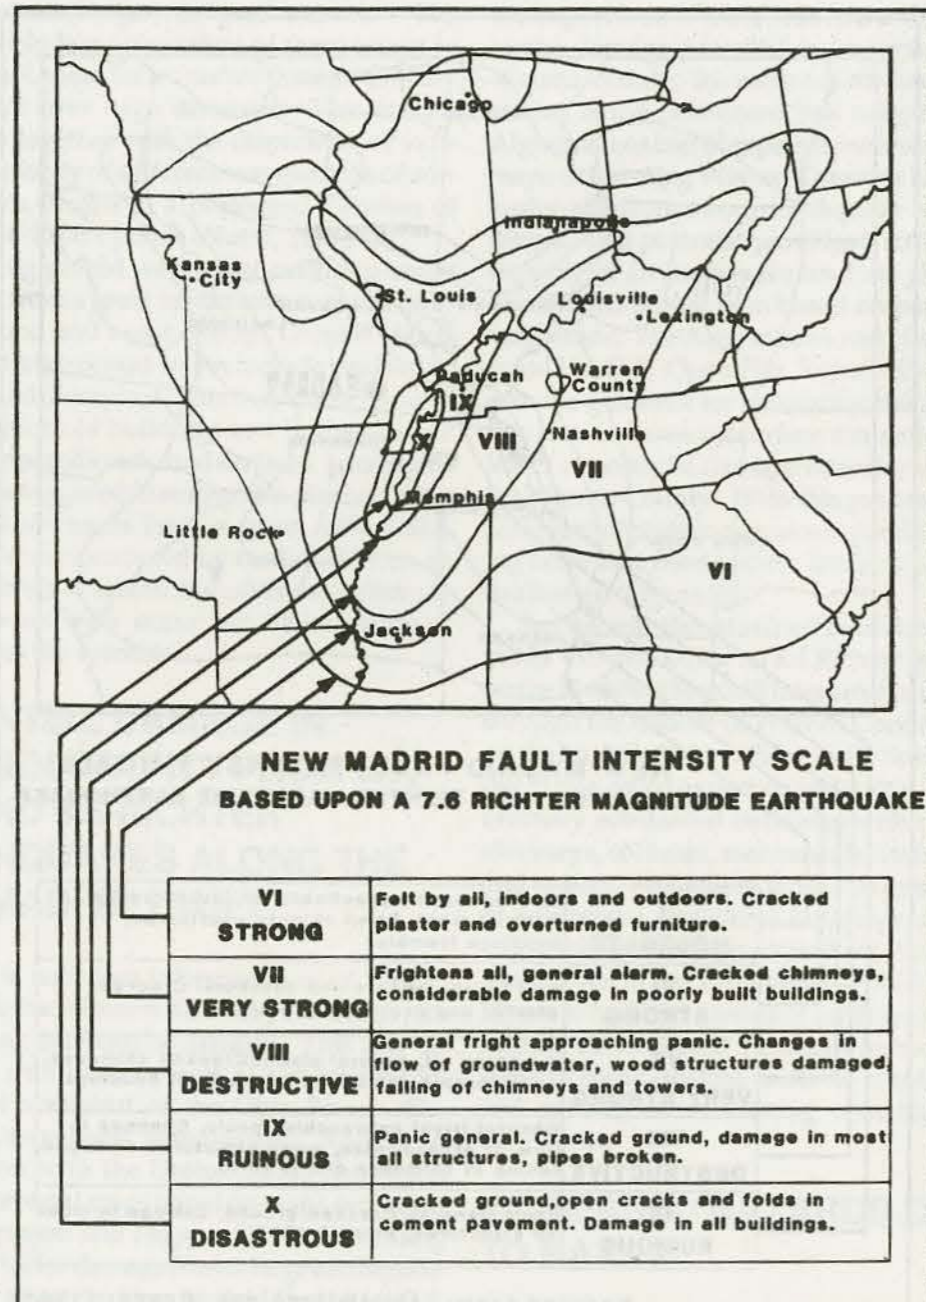 Chicago
Indianapolis
Kansas
City
St. Louis
Louisville
Lexington
Paducah
Warren
County
IX
X
VIII
Nashville
VII
Memphis
Little Rock
VI
Jackson
NEW MADRID FAULT INTENSITY SCALE
BASED UPON A 7.6 RICHTER MAGNITUDE EARTHQUAKE
VI
STRONG
Felt by all, indoors and outdoors. Cracked
plaster and overturned furniture.
VII
VERY STRONG
Frightens all, general alarm. Cracked chimneys,
considerable damage in poorly built buildings.
VIII
DESTRUCTIVE
General fright approaching panic. Changes in
flow of groundwater, wood structures damaged,
falling of chimneys and towers.
IX
RUINOUS
Panic general. Cracked ground, damage in most
all structures, pipes broken.
X
DISASTROUS
Cracked ground,open cracks and folds in
cement pavement. Damage in all buildings.